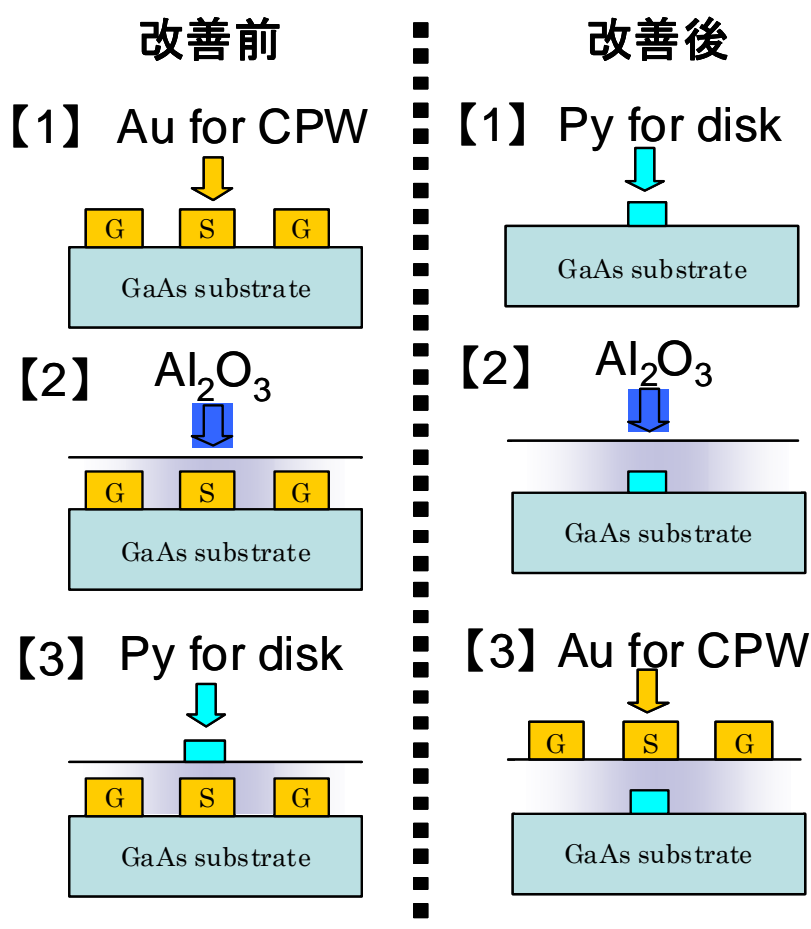 改善前
【1】 Au for CPW
G S G
GaAs substrate
【2】 Al₂O₃
G S G
GaAs substrate
【3】 Py for disk
G S G
GaAs substrate
改善後
【1】 Py for disk
GaAs substrate
【2】 Al₂O₃
GaAs substrate
【3】 Au for CPW
G S G
GaAs substrate